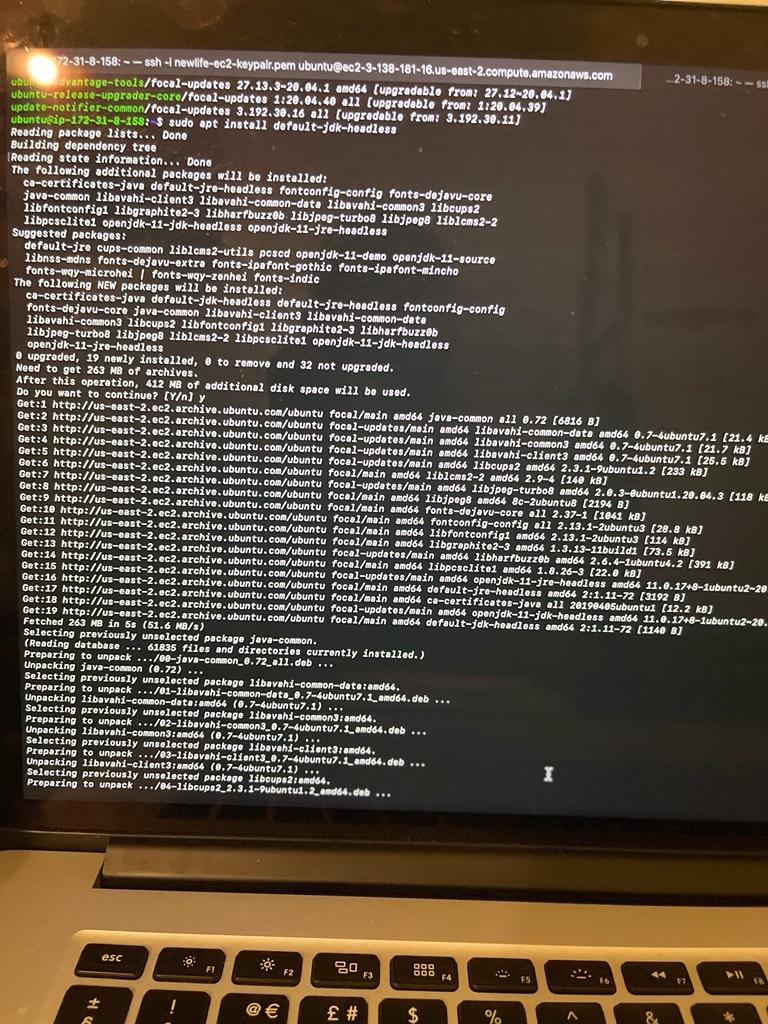 72-31-8-158: ~ — ssh -i newlife-ec2-keypair.pem ubuntu@ec2-3-138-181-16.us-east-2.compute.amazonaws.com
...2-31-8-158: ~ — ss
advantage-tools/focal-updates 27.13.3~20.04.1 amd64 [upgradable from: 27.12~20.04.1]
ubuntu-release-upgrader-core/focal-updates 1:20.04.40 all [upgradable from: 1:20.04.39]
update-notifier-common/focal-updates 3.192.30.16 all [upgradable from: 3.192.30.11]
ubuntu@ip-172-31-8-158:~$ sudo apt install default-jdk-headless
Reading package lists... Done
Building dependency tree
Reading state information... Done
The following additional packages will be installed:
ca-certificates-java default-jre-headless fontconfig-config fonts-dejavu-core
java-common libavahi-client3 libavahi-common-data libavahi-common3 libcups2
libfontconfig1 libgraphite2-3 libharfbuzz0b libjpeg-turbo8 libjpeg8 liblcms2-2
libpcsclite1 openjdk-11-jdk-headless openjdk-11-jre-headless
Suggested packages:
default-jre cups-common liblcms2-utils pcscd openjdk-11-demo openjdk-11-source
libnss-mdns fonts-dejavu-extra fonts-ipafont-gothic fonts-ipafont-mincho
fonts-wqy-microhei | fonts-wqy-zenhei fonts-indic
The following NEW packages will be installed:
ca-certificates-java default-jdk-headless default-jre-headless fontconfig-config
fonts-dejavu-core java-common libavahi-client3 libavahi-common-data
libavahi-common3 libcups2 libfontconfig1 libgraphite2-3 libharfbuzz0b
libjpeg-turbo8 libjpeg8 liblcms2-2 libpcsclite1 openjdk-11-jdk-headless
openjdk-11-jre-headless
0 upgraded, 19 newly installed, 0 to remove and 32 not upgraded.
Need to get 263 MB of archives.
After this operation, 412 MB of additional disk space will be used.
Do you want to continue? [Y/n] y
Get:1 http://us-east-2.ec2.archive.ubuntu.com/ubuntu focal/main amd64 java-common all 0.72 [6816 B]
Get:2 http://us-east-2.ec2.archive.ubuntu.com/ubuntu focal-updates/main amd64 libavahi-common-data amd64 0.7-4ubuntu7.1 [21.4 kB
Get:3 http://us-east-2.ec2.archive.ubuntu.com/ubuntu focal-updates/main amd64 libavahi-common3 amd64 0.7-4ubuntu7.1 [21.7 kB]
Get:4 http://us-east-2.ec2.archive.ubuntu.com/ubuntu focal-updates/main amd64 libavahi-client3 amd64 0.7-4ubuntu7.1 [25.5 kB]
Get:5 http://us-east-2.ec2.archive.ubuntu.com/ubuntu focal-updates/main amd64 libcups2 amd64 2.3.1-9ubuntu1.2 [233 kB]
Get:6 http://us-east-2.ec2.archive.ubuntu.com/ubuntu focal/main amd64 liblcms2-2 amd64 2.9-4 [140 kB]
Get:7 http://us-east-2.ec2.archive.ubuntu.com/ubuntu focal-updates/main amd64 libjpeg-turbo8 amd64 2.0.3-0ubuntu1.20.04.3 [118 kB
Get:8 http://us-east-2.ec2.archive.ubuntu.com/ubuntu focal/main amd64 libjpeg8 amd64 8c-2ubuntu8 [2194 B]
Get:9 http://us-east-2.ec2.archive.ubuntu.com/ubuntu focal/main amd64 fonts-dejavu-core all 2.37-1 [1041 kB]
Get:10 http://us-east-2.ec2.archive.ubuntu.com/ubuntu focal/main amd64 fontconfig-config all 2.13.1-2ubuntu3 [28.8 kB]
Get:11 http://us-east-2.ec2.archive.ubuntu.com/ubuntu focal/main amd64 libfontconfig1 amd64 2.13.1-2ubuntu3 [114 kB]
Get:12 http://us-east-2.ec2.archive.ubuntu.com/ubuntu focal/main amd64 libgraphite2-3 amd64 1.3.13-11build1 [73.5 kB]
Get:13 http://us-east-2.ec2.archive.ubuntu.com/ubuntu focal-updates/main amd64 libharfbuzz0b amd64 2.6.4-1ubuntu4.2 [391 kB]
Get:14 http://us-east-2.ec2.archive.ubuntu.com/ubuntu focal/main amd64 libpcsclite1 amd64 1.8.26-3 [22.0 kB]
Get:15 http://us-east-2.ec2.archive.ubuntu.com/ubuntu focal-updates/main amd64 openjdk-11-jre-headless amd64 11.0.17+8-1ubuntu2~20
Get:16 http://us-east-2.ec2.archive.ubuntu.com/ubuntu focal/main amd64 default-jre-headless amd64 2:1.11-72 [3192 B]
Get:17 http://us-east-2.ec2.archive.ubuntu.com/ubuntu focal/main amd64 ca-certificates-java all 20190405ubuntu1 [12.2 kB]
Get:18 http://us-east-2.ec2.archive.ubuntu.com/ubuntu focal-updates/main amd64 openjdk-11-jdk-headless amd64 11.0.17+8-1ubuntu2~20.
Get:19 http://us-east-2.ec2.archive.ubuntu.com/ubuntu focal/main amd64 default-jdk-headless amd64 2:1.11-72 [1140 B]
Fetched 263 MB in 5s (51.6 MB/s)
Selecting previously unselected package java-common.
(Reading database ... 61835 files and directories currently installed.)
Preparing to unpack .../00-java-common_0.72_all.deb ...
Unpacking java-common (0.72) ...
Selecting previously unselected package libavahi-common-data:amd64.
Preparing to unpack .../01-libavahi-common-data_0.7-4ubuntu7.1_amd64.deb ...
Unpacking libavahi-common-data:amd64 (0.7-4ubuntu7.1) ...
Selecting previously unselected package libavahi-common3:amd64.
Preparing to unpack .../02-libavahi-common3_0.7-4ubuntu7.1_amd64.deb ...
Unpacking libavahi-common3:amd64 (0.7-4ubuntu7.1) ...
Selecting previously unselected package libavahi-client3:amd64.
Preparing to unpack .../03-libavahi-client3_0.7-4ubuntu7.1_amd64.deb ...
Unpacking libavahi-client3:amd64 (0.7-4ubuntu7.1) ...
Selecting previously unselected package libcups2:amd64.
Preparing to unpack .../04-libcups2_2.3.1-9ubuntu1.2_amd64.deb ...
esc F1 F2 F3 F4 F5 F6 F7 F8
± ! @ € £ # $ % ^ & *